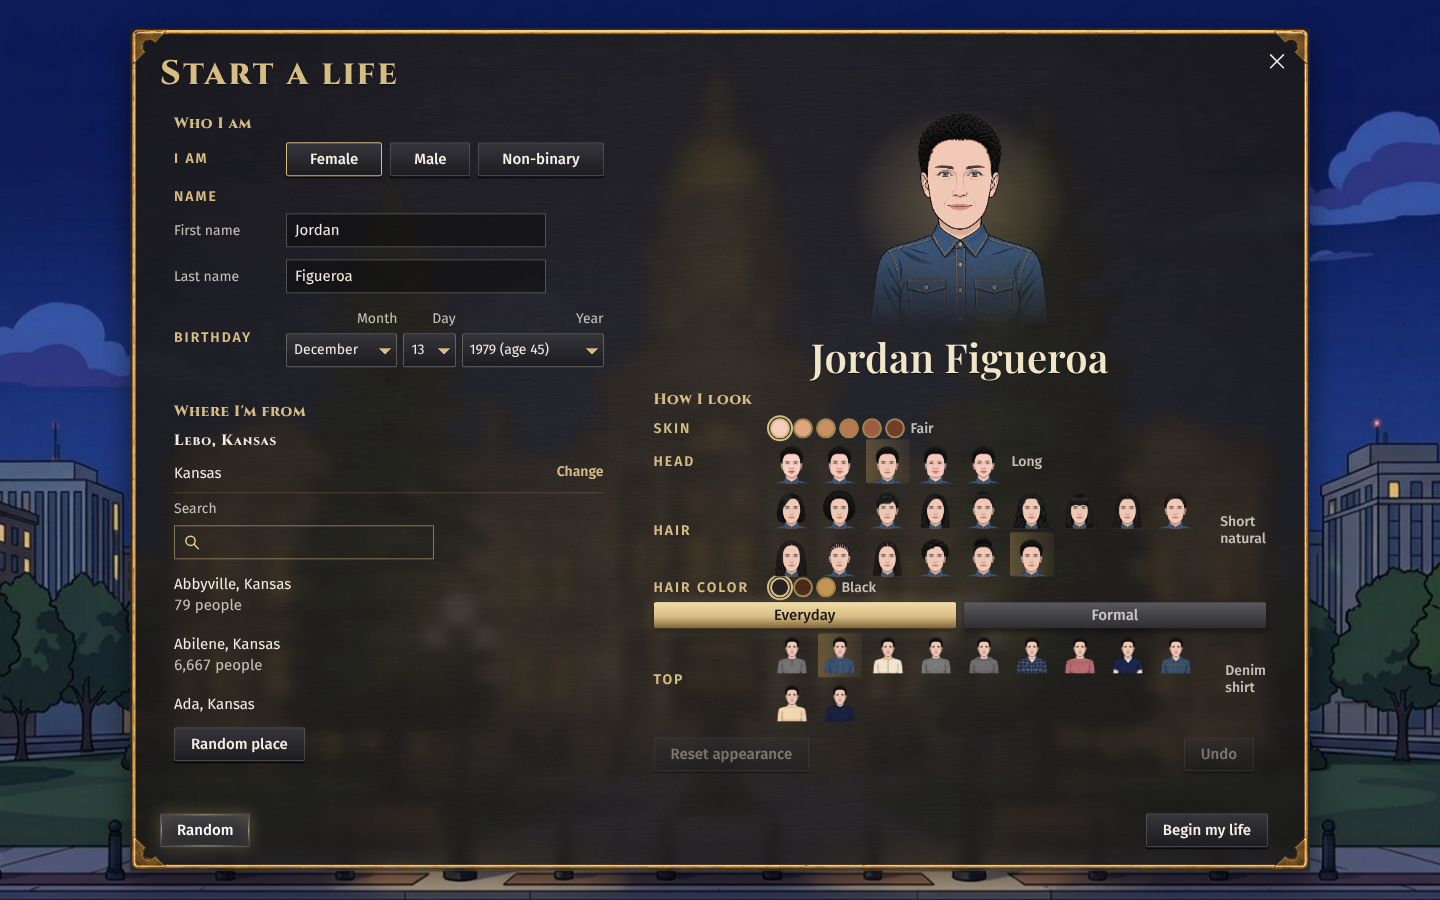 START A LIFE
WHO I AM
I AM
Female
Male
Non-binary
NAME
First name
Jordan
Last name
Figueroa
Month
Day
Year
BIRTHDAY
December
13
1979 (age 45)
WHERE I'M FROM
LEBO, KANSAS
Kansas
Change
Search
Abbyville, Kansas
79 people
Abilene, Kansas
6,667 people
Ada, Kansas
Random place
Random
Jordan Figueroa
HOW I LOOK
SKIN
Fair
HEAD
Long
HAIR
Short
natural
HAIR COLOR
Black
Everyday
Formal
TOP
Denim
shirt
Reset appearance
Undo
Begin my life